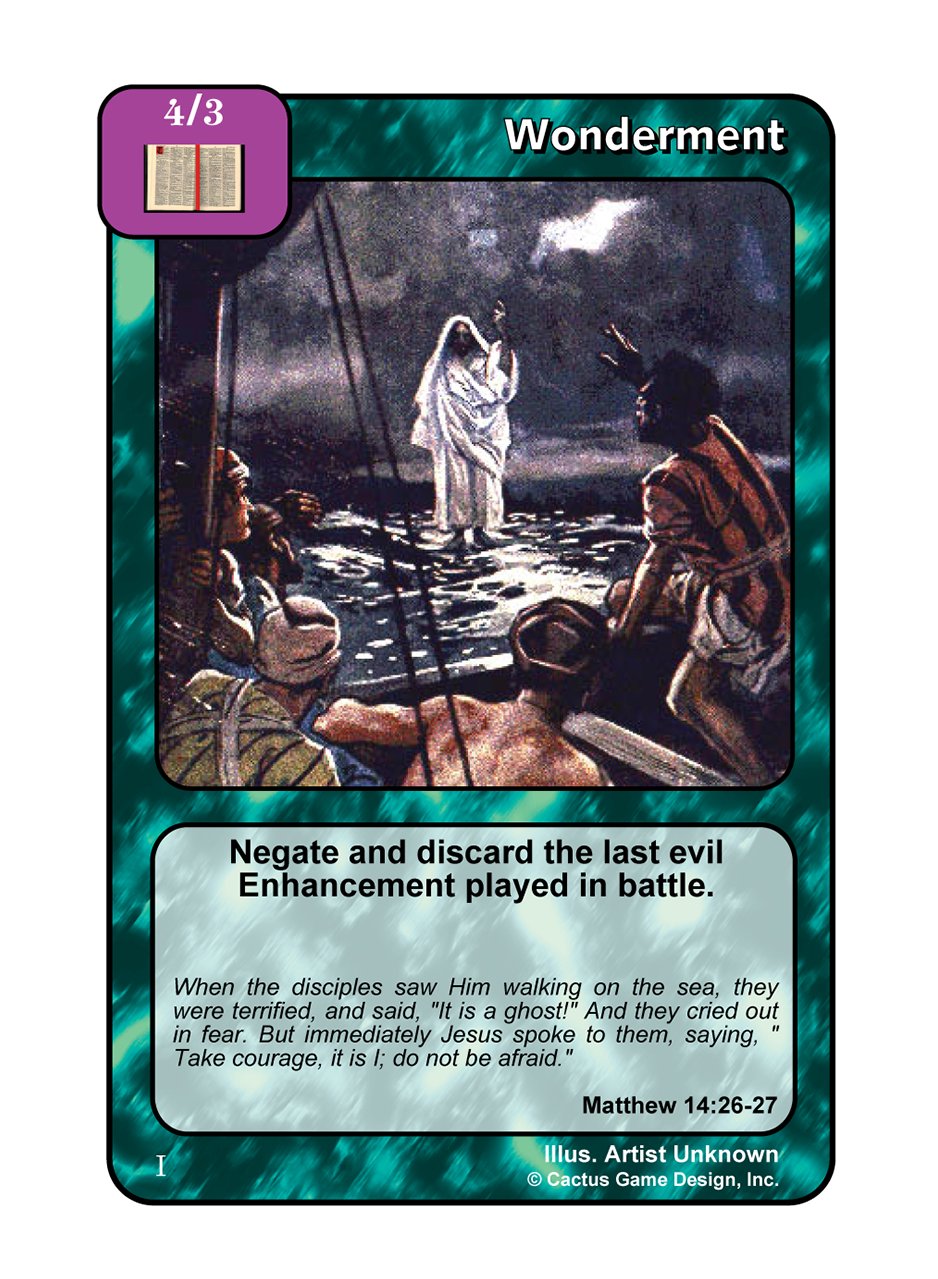 4/3
Wonderment
Negate and discard the last evil
Enhancement played in battle.
When the disciples saw Him walking on the sea, they
were terrified, and said, "It is a ghost!" And they cried out
in fear. But immediately Jesus spoke to them, saying, "
Take courage, it is I; do not be afraid."
Matthew 14:26-27
I
Illus. Artist Unknown
© Cactus Game Design, Inc.